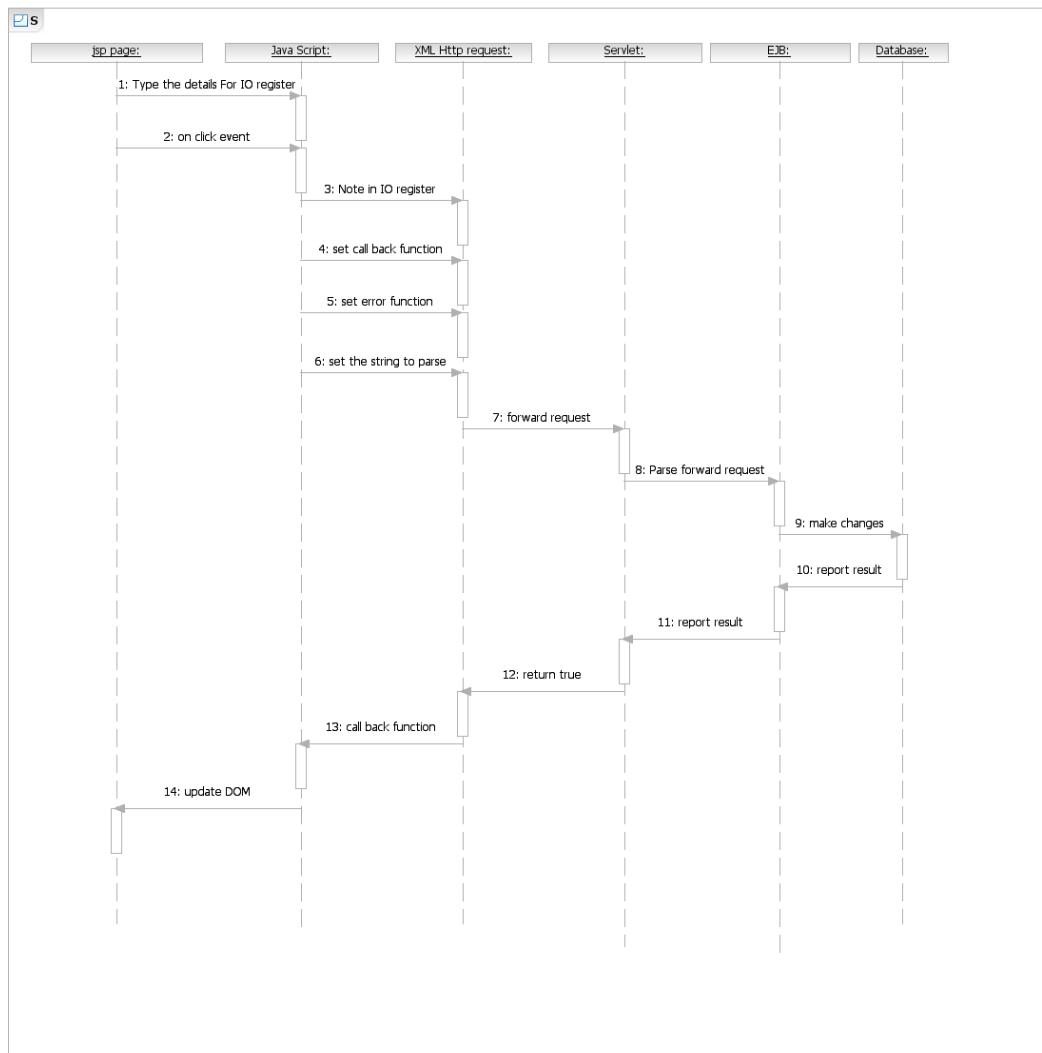 S
jsp page: Java Script: XML Http request: Servlet: EJB: Database:
1: Type the details For IO register
2: on click event
3: Note in IO register
4: set call back function
5: set error function
6: set the string to parse
7: forward request
8: Parse forward request
9: make changes
10: report result
11: report result
12: return true
13: call back function
14: update DOM